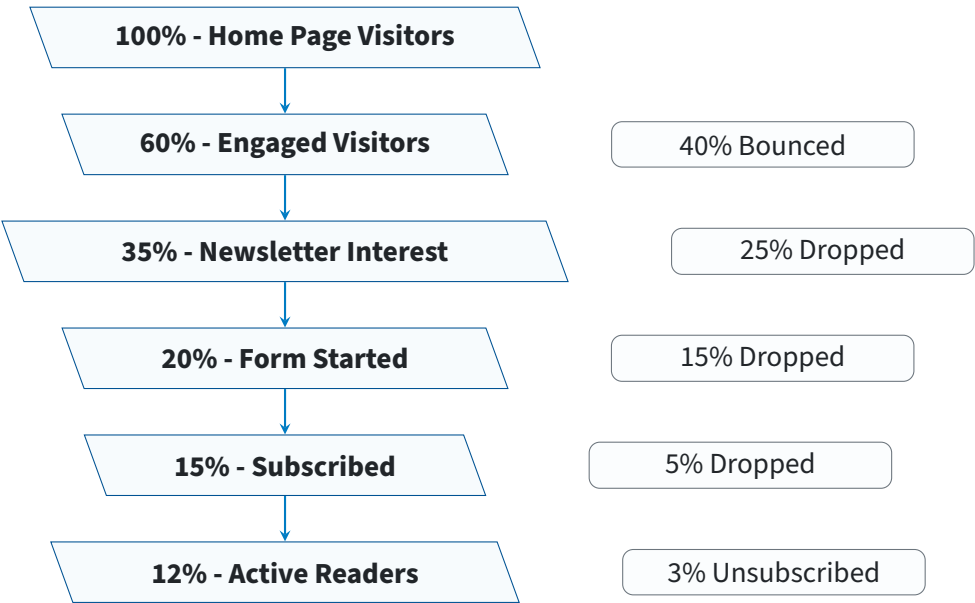 100% - Home Page Visitors
60% - Engaged Visitors
40% Bounced
35% - Newsletter Interest
25% Dropped
20% - Form Started
15% Dropped
15% - Subscribed
5% Dropped
12% - Active Readers
3% Unsubscribed